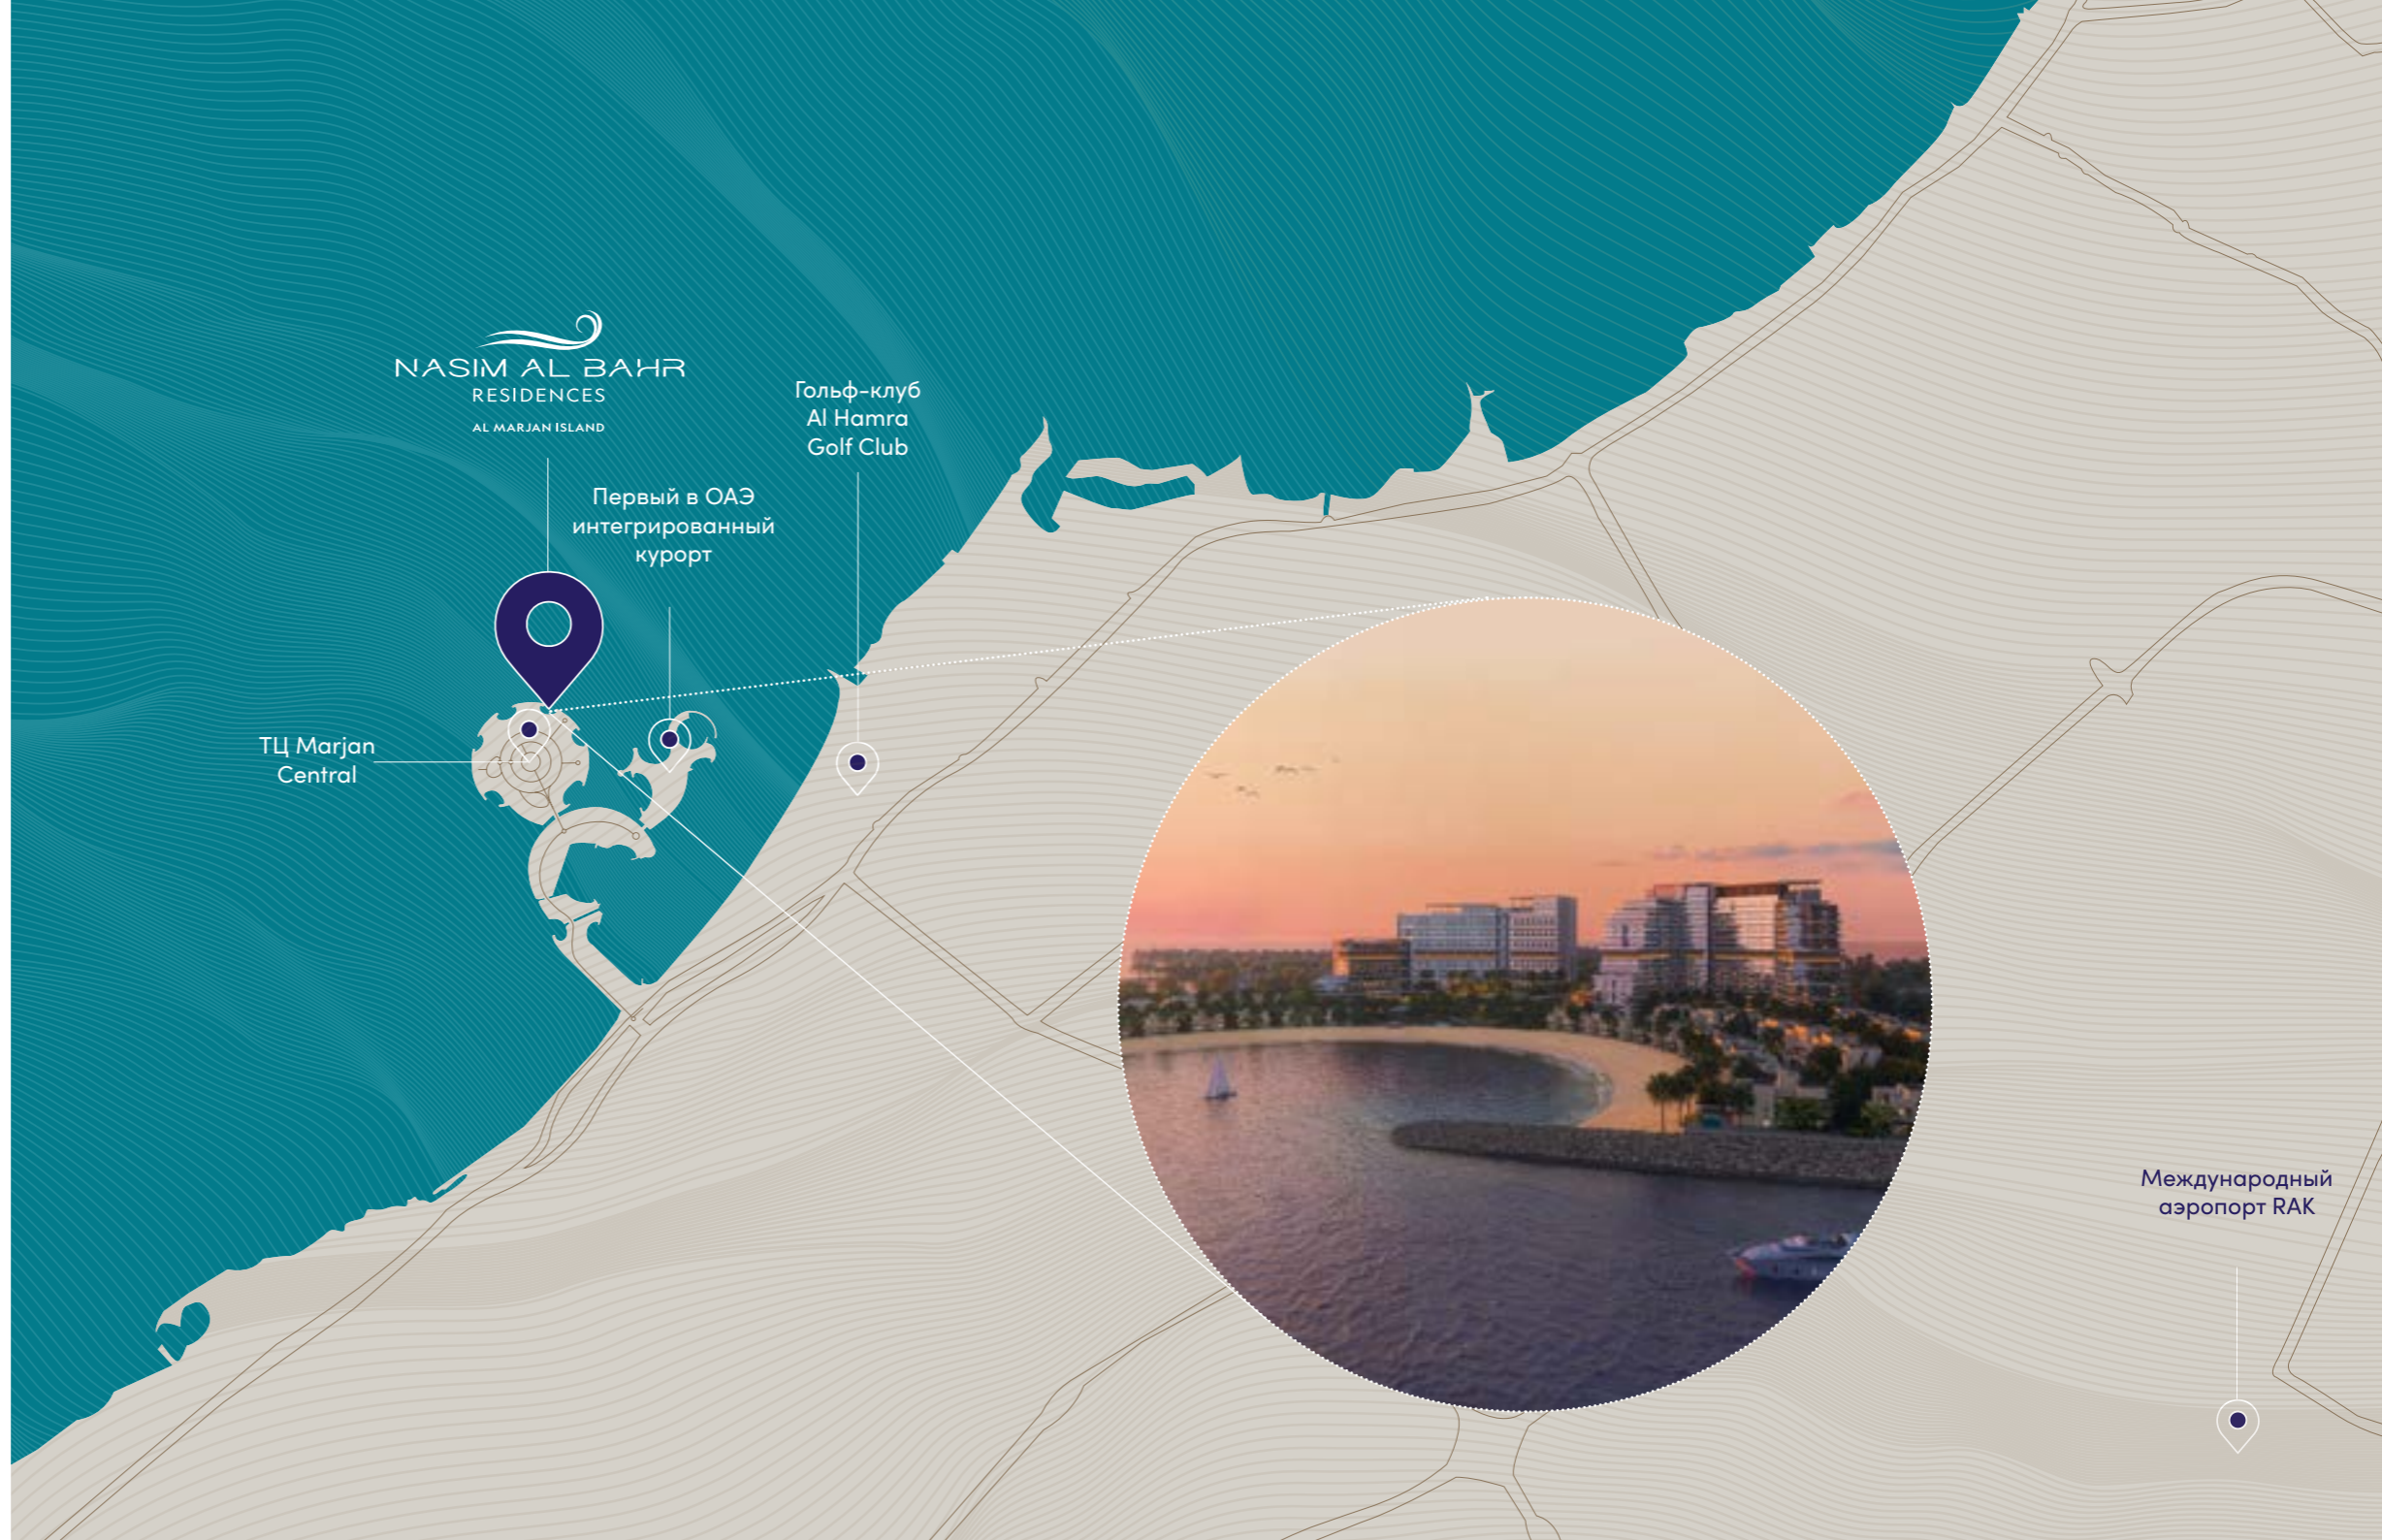 NASIM AL BAHR
RESIDENCES
AL MARJAN ISLAND
Гольф-клуб
Al Hamra
Golf Club
Первый в ОАЭ
интегрированный
курорт
ТЦ Marjan
Central
Международный
аэропорт RAK